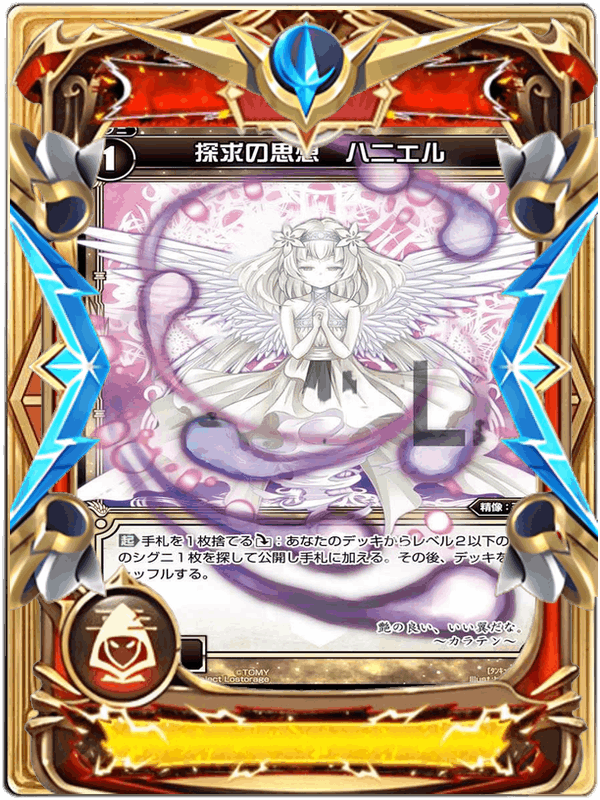 1
探求の思想　ハニエル
L
精像:
起 手札を1枚捨てる：あなたのデッキからレベル２以下の
のシグニ１枚を探して公開し手札に加える。その後、デッキを
ャッフルする。
艶の良い、いい翼だな。
～カラテン～
©TOMY
ject Lostorage
Illust